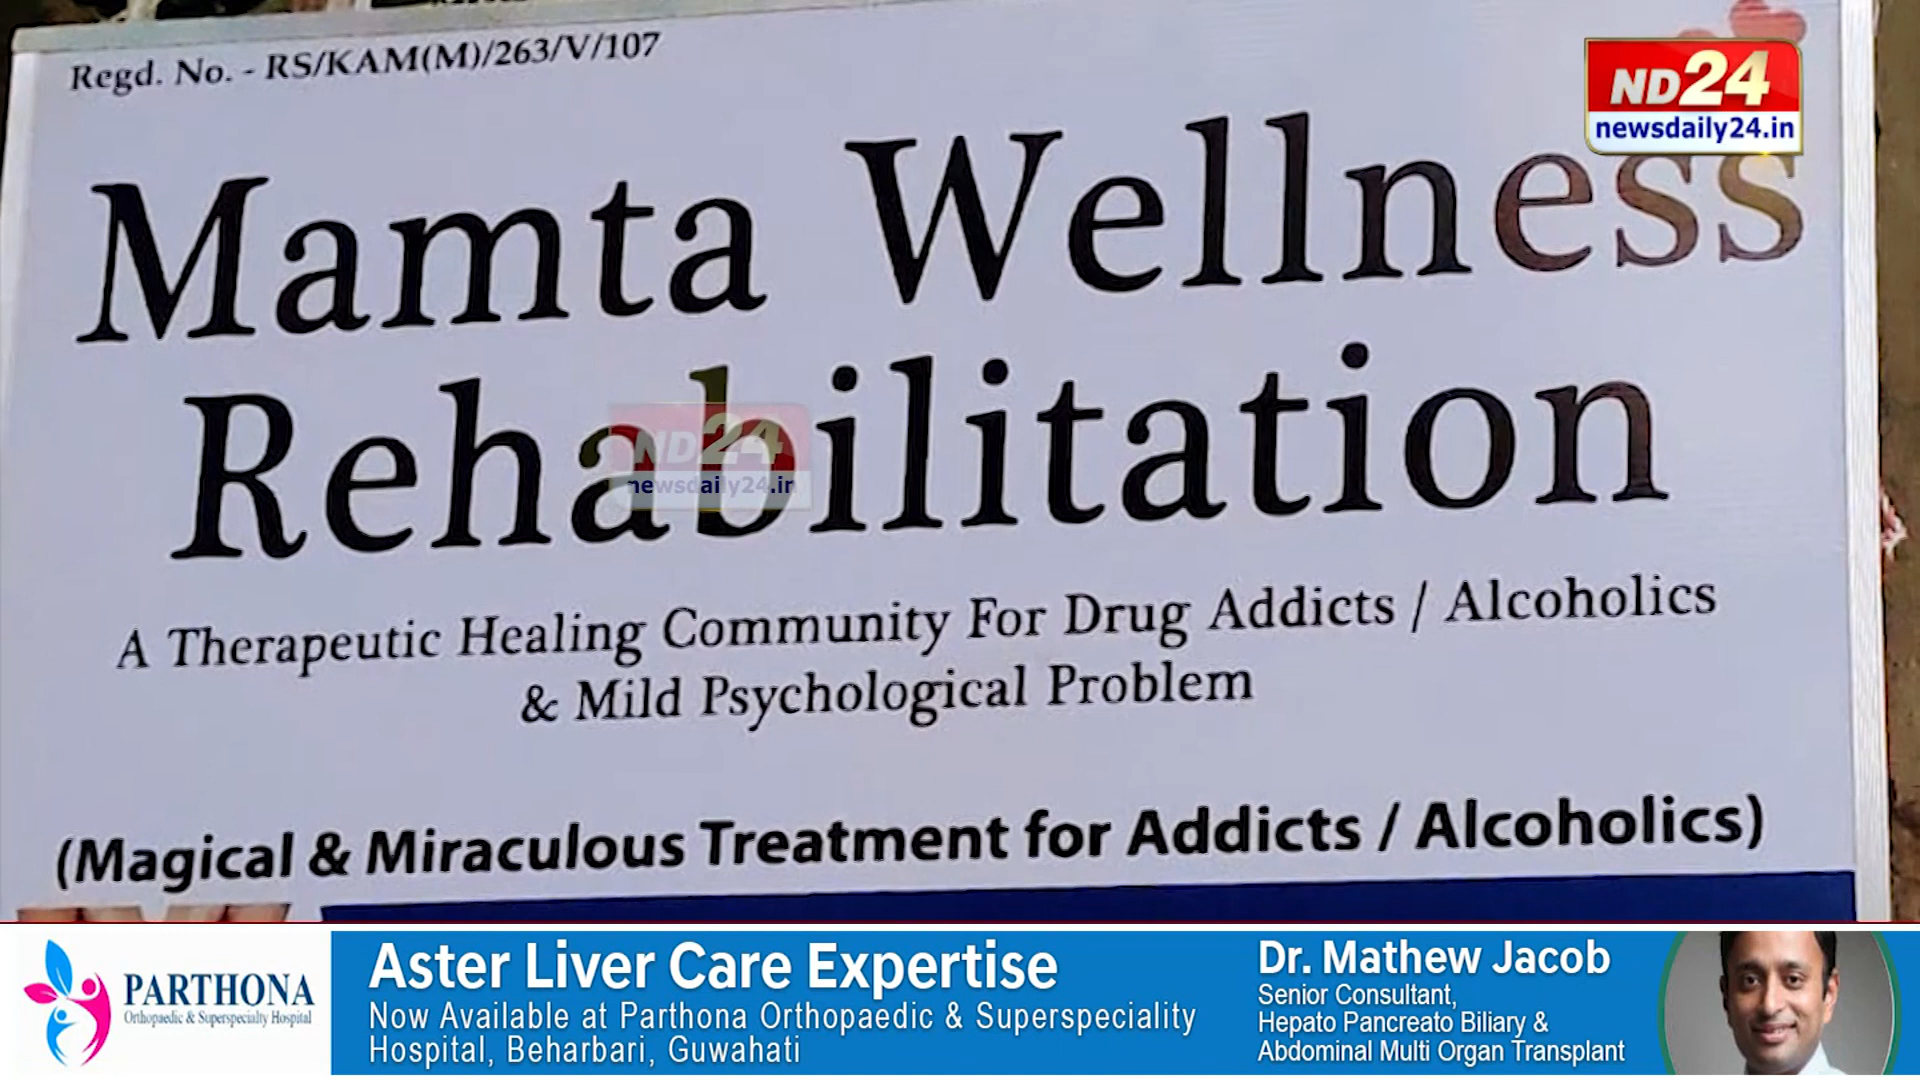 Regd. No. - RS/KAM(M)/263/V/107
ND24
newsdaily24.in
Mamta Wellness
Rehabilitation
ND24
newsdaily24.in
A Therapeutic Healing Community For Drug Addicts / Alcoholics
& Mild Psychological Problem
(Magical & Miraculous Treatment for Addicts / Alcoholics)
PARTHONA
Orthopaedic & Superspecialty Hospital
Aster Liver Care Expertise
Now Available at Parthona Orthopaedic & Superspeciality
Hospital, Beharbari, Guwahati
Dr. Mathew Jacob
Senior Consultant,
Hepato Pancreato Biliary &
Abdominal Multi Organ Transplant